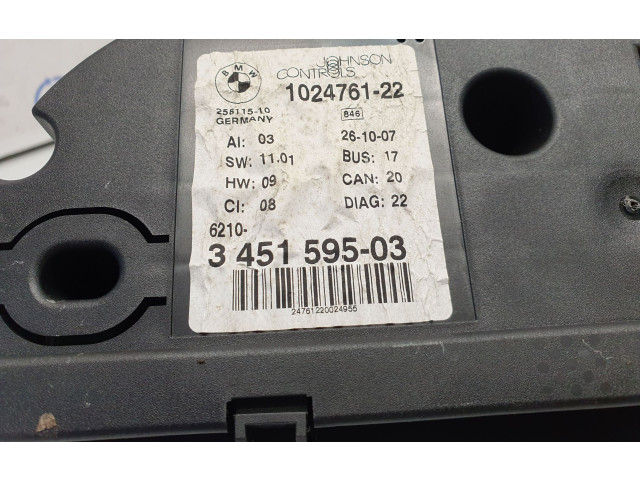 BMW
JOHNSON
CONTROLS
1024761-22
256115-10
GERMANY
846
AI: 03
26-10-07
SW: 11.01
BUS: 17
HW: 09
CAN: 20
CI: 08
DIAG: 22
6210-
3 451 595-03
24761220024955